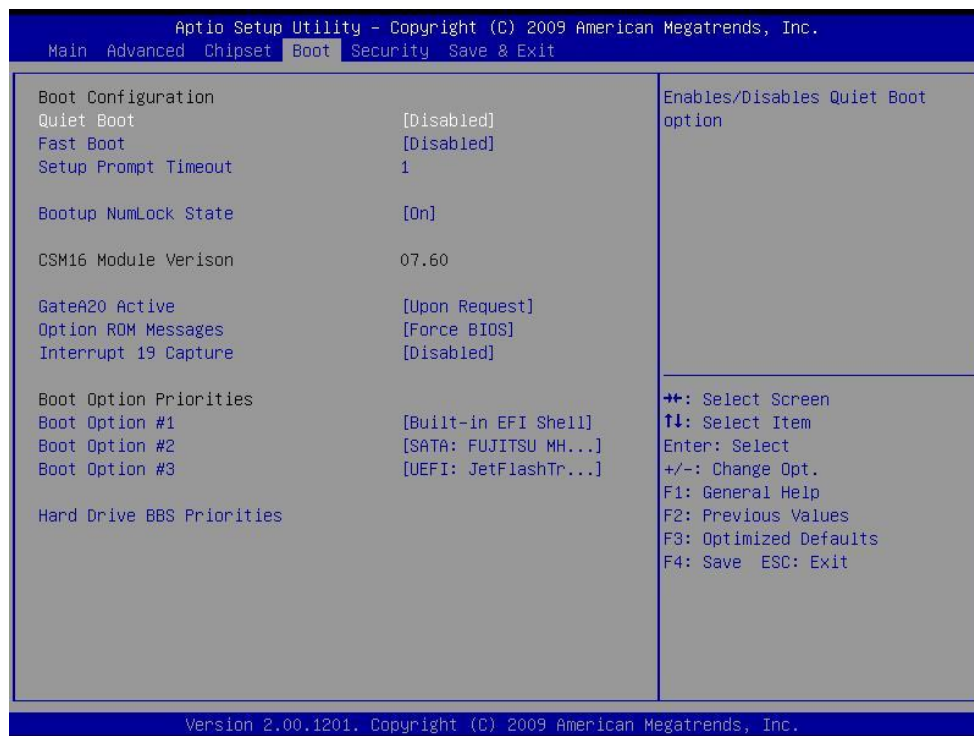 Aptio Setup Utility - Copyright (C) 2009 American Megatrends, Inc.
Main Advanced Chipset Boot Security Save & Exit
Boot Configuration
Quiet Boot [Disabled]
Fast Boot [Disabled]
Setup Prompt Timeout 1
Bootup NumLock State [On]
CSM16 Module Verison 07.60
GateA20 Active [Upon Request]
Option ROM Messages [Force BIOS]
Interrupt 19 Capture [Disabled]
Boot Option Priorities
Boot Option #1 [Built-in EFI Shell]
Boot Option #2 [SATA: FUJITSU MH...]
Boot Option #3 [UEFI: JetFlashTr...]
Hard Drive BBS Priorities
Enables/Disables Quiet Boot
option
→←: Select Screen
↑↓: Select Item
Enter: Select
+/-: Change Opt.
F1: General Help
F2: Previous Values
F3: Optimized Defaults
F4: Save ESC: Exit
Version 2.00.1201. Copyright (C) 2009 American Megatrends, Inc.